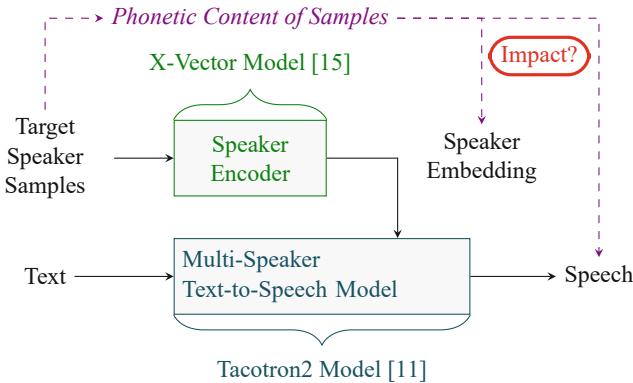 Phonetic Content of Samples
Impact?
X-Vector Model [15]
Target
Speaker
Samples
Speaker
Encoder
Speaker
Embedding
Text
Multi-Speaker
Text-to-Speech Model
Speech
Tacotron2 Model [11]